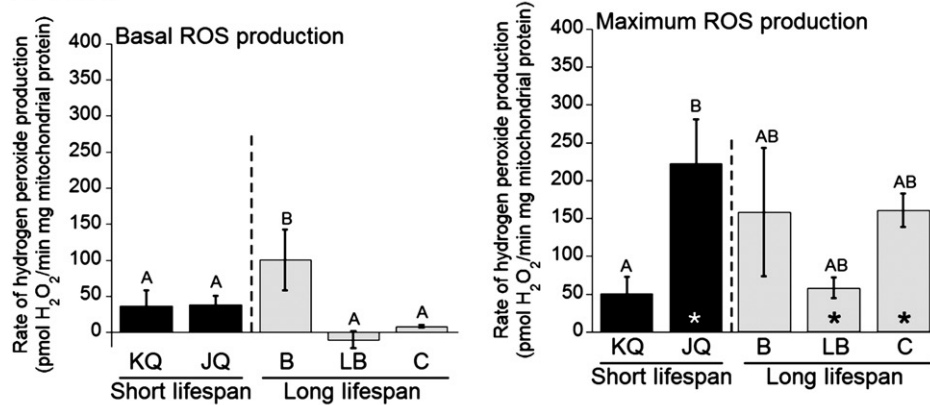 Basal ROS production
Rate of hydrogen peroxide production
(pmol H2O2/min mg mitochondrial protein)
400
350
300
250
200
150
100
50
0
A
A
B
A
A
KQ JQ B LB C
Short lifespan Long lifespan
Maximum ROS production
Rate of hydrogen peroxide production
(pmol H2O2/min mg mitochondrial protein)
400
350
300
250
200
150
100
50
0
A
B
AB
AB
AB
* * *
KQ JQ B LB C
Short lifespan Long lifespan